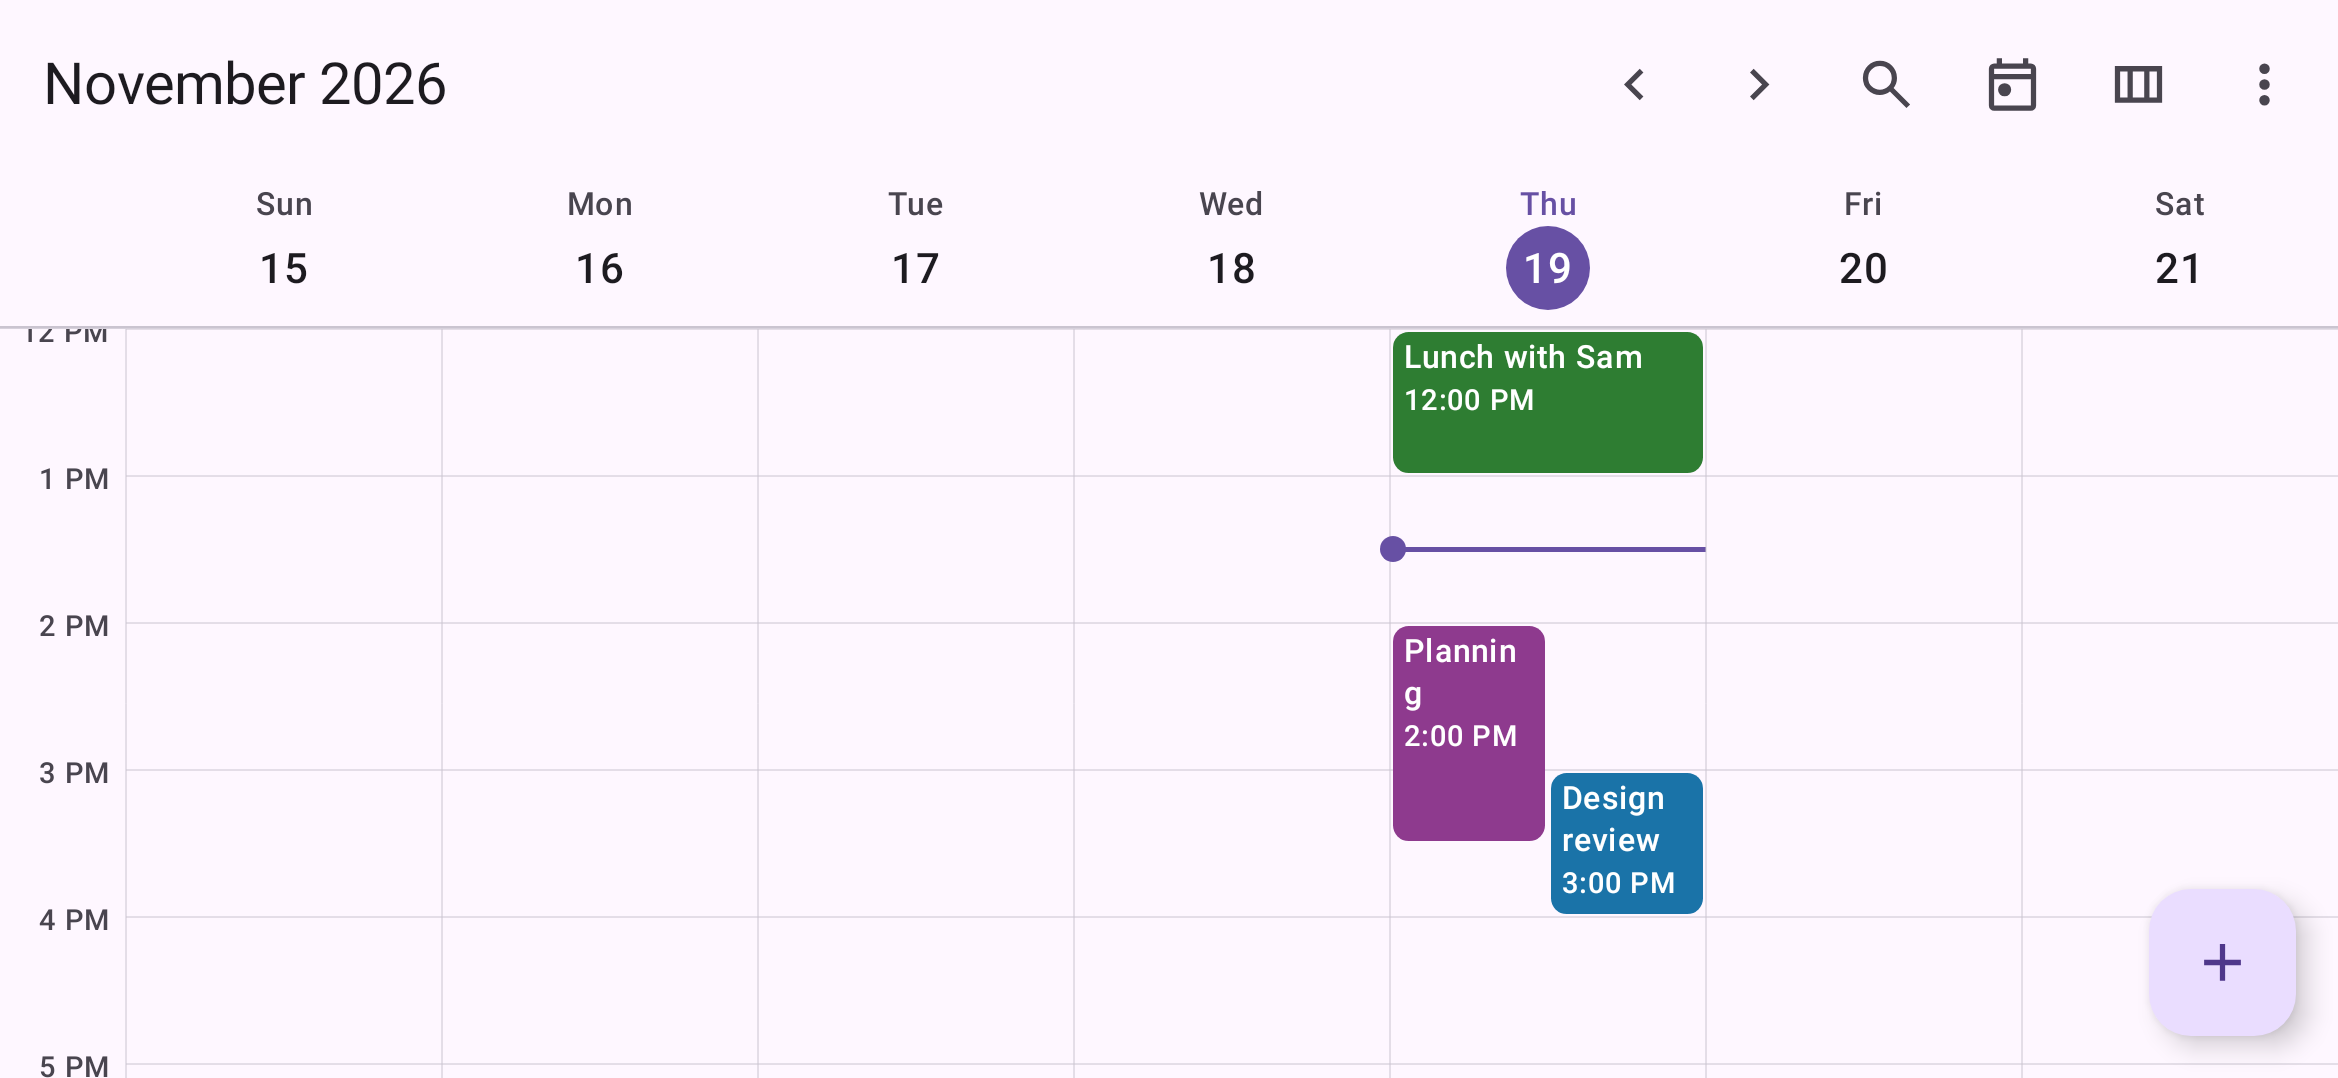 November 2026
Sun Mon Tue Wed Thu Fri Sat
15 16 17 18 19 20 21
12 PM
Lunch with Sam
12:00 PM
1 PM
2 PM
Plannin
g
2:00 PM
3 PM
Design
review
3:00 PM
4 PM
5 PM